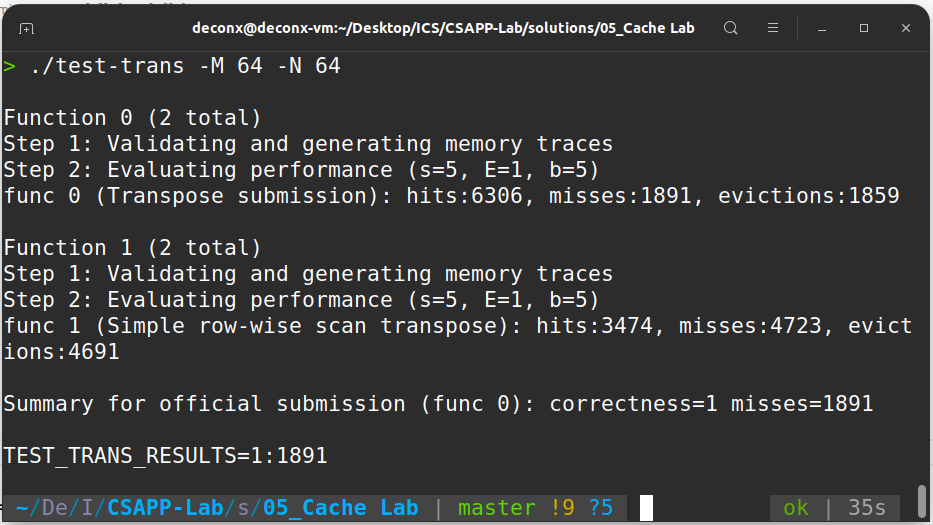 deconx@deconx-vm:~/Desktop/ICS/CSAPP-Lab/solutions/05_Cache Lab
> ./test-trans -M 64 -N 64
Function 0 (2 total)
Step 1: Validating and generating memory traces
Step 2: Evaluating performance (s=5, E=1, b=5)
func 0 (Transpose submission): hits:6306, misses:1891, evictions:1859
Function 1 (2 total)
Step 1: Validating and generating memory traces
Step 2: Evaluating performance (s=5, E=1, b=5)
func 1 (Simple row-wise scan transpose): hits:3474, misses:4723, evict
ions:4691
Summary for official submission (func 0): correctness=1 misses=1891
TEST_TRANS_RESULTS=1:1891
~/De/I/CSAPP-Lab/s/05_Cache Lab | master !9 ?5 ok | 35s